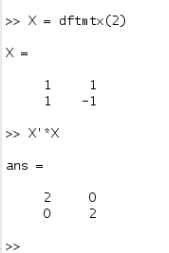 >> X = dftmtx(2)
X =
1 1
1 -1
>> X'*X
ans =
2 0
0 2
>>